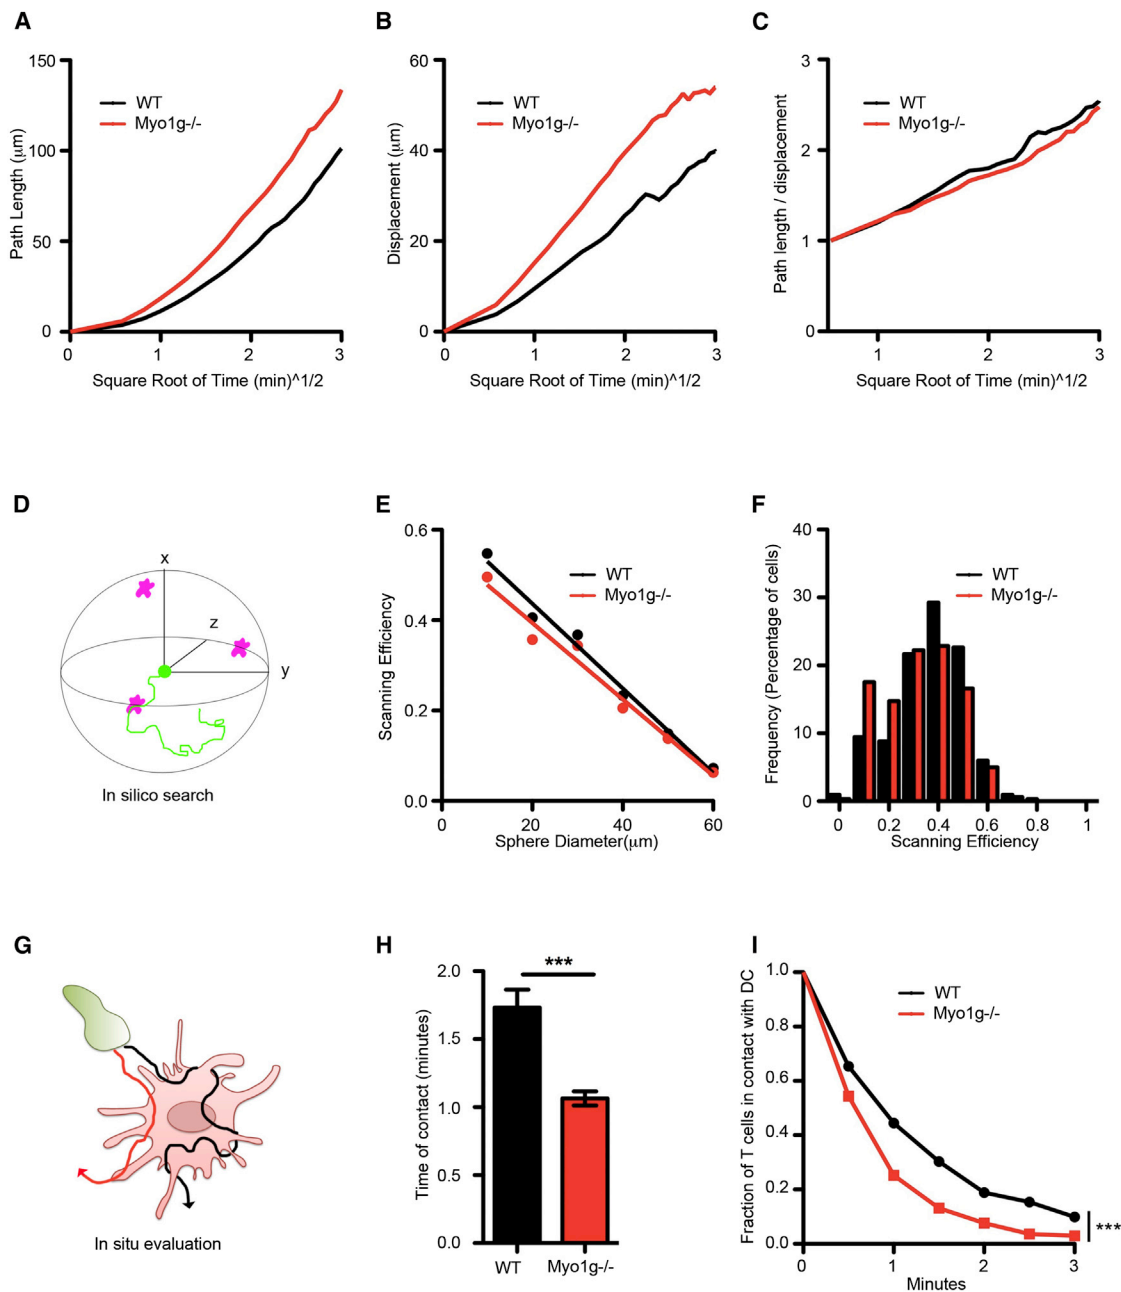 A
150
100
50
0
Path Length (μm)
WT
Myo1g-/-
0 1 2 3
Square Root of Time (min)^1/2
B
60
40
20
0
Displacement (μm)
WT
Myo1g-/-
0 1 2 3
Square Root of Time (min)^1/2
C
3
2
1
0
Path length / displacement
WT
Myo1g-/-
1 2 3
Square Root of Time (min)^1/2
D
x
z
y
In silico search
E
0.6
0.4
0.2
0.0
Scanning Efficiency
WT
Myo1g-/-
0 20 40 60
Sphere Diameter(μm)
F
40
30
20
10
0
Frequency (Percentage of cells)
WT
Myo1g-/-
0 0.2 0.4 0.6 0.8 1
Scanning Efficiency
G
In situ evaluation
H
2.0
1.5
1.0
0.5
0.0
Time of contact (minutes)
***
WT Myo1g-/-
I
1.0
0.8
0.6
0.4
0.2
0.0
Fraction of T cells in contact with DC
WT
Myo1g-/-
***
0 1 2 3
Minutes